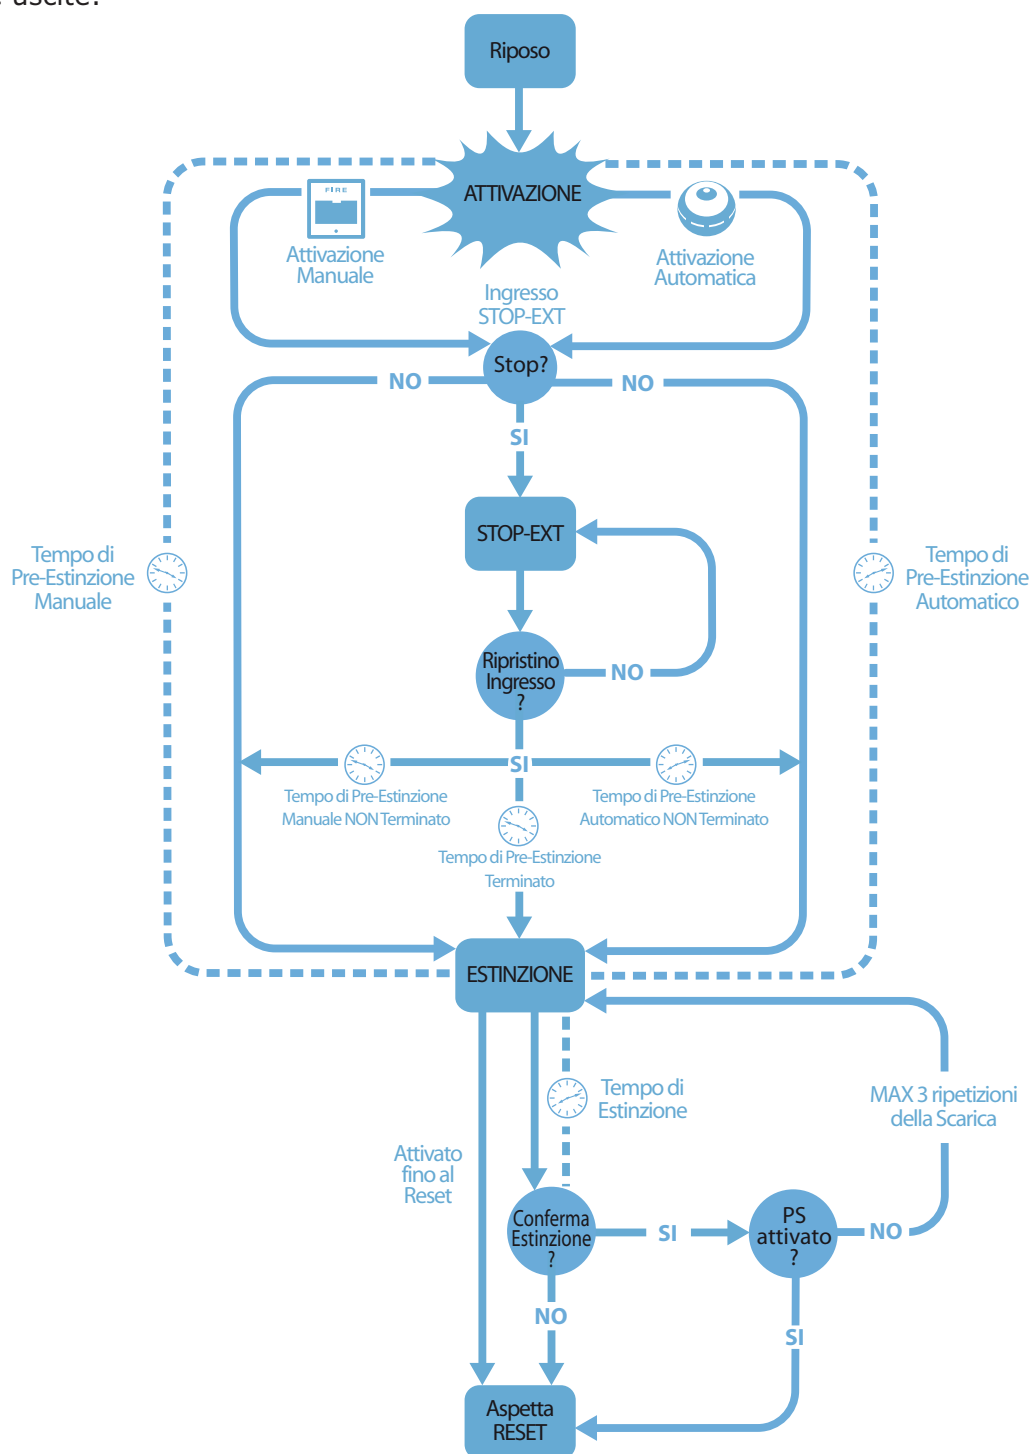 uscite:
Riposo
ATTIVAZIONE
FIRE
Attivazione
Manuale
Attivazione
Automatica
Ingresso
STOP-EXT
Stop?
NO
NO
SI
STOP-EXT
Tempo di
Pre-Estinzione
Manuale
Tempo di
Pre-Estinzione
Automatico
Ripristino
Ingresso
?
NO
SI
Tempo di Pre-Estinzione
Manuale NON Terminato
Tempo di Pre-Estinzione
Automatico NON Terminato
Tempo di Pre-Estinzione
Terminato
ESTINZIONE
Tempo di
Estinzione
MAX 3 ripetizioni
della Scarica
Attivato
fino al
Reset
Conferma
Estinzione
?
SI
PS
attivato
?
NO
NO
SI
Aspetta
RESET